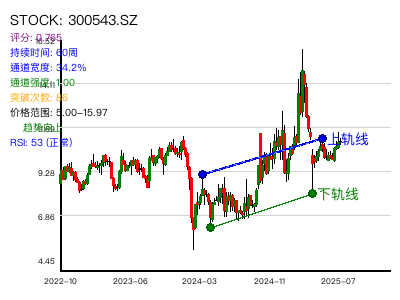 STOCK: 300543.SZ
评分: 0.765
持续时间: 60周
通道宽度: 34.2%
通道强度: 1.00
突破次数: 86
价格范围: 5.00-15.97
趋势向上
RSI: 53 (正常)
上轨线
下轨线
9.28
6.86
4.45
2022-10
2023-06
2024-03
2024-11
2025-07